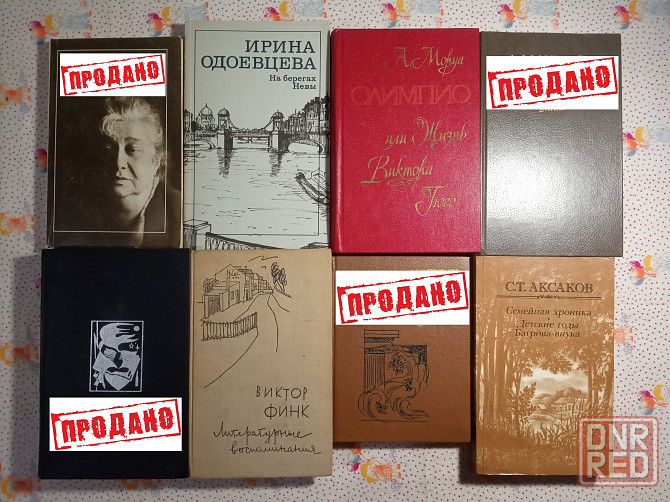 ПРОДАНО
ИРИНА
ОДОЕВЦЕВА
На берегах
Невы
А. Моруа
ОЛИМПИО
или Жизнь
Виктора
Гюго
ПРОДАНО
ПРОДАНО
ВИКТОР
ФИНК
Литературные
воспоминания
ПРОДАНО
С.Т. АКСАКОВ
Семейная хроника
Детские годы
Багрова-внука
DNR
RED